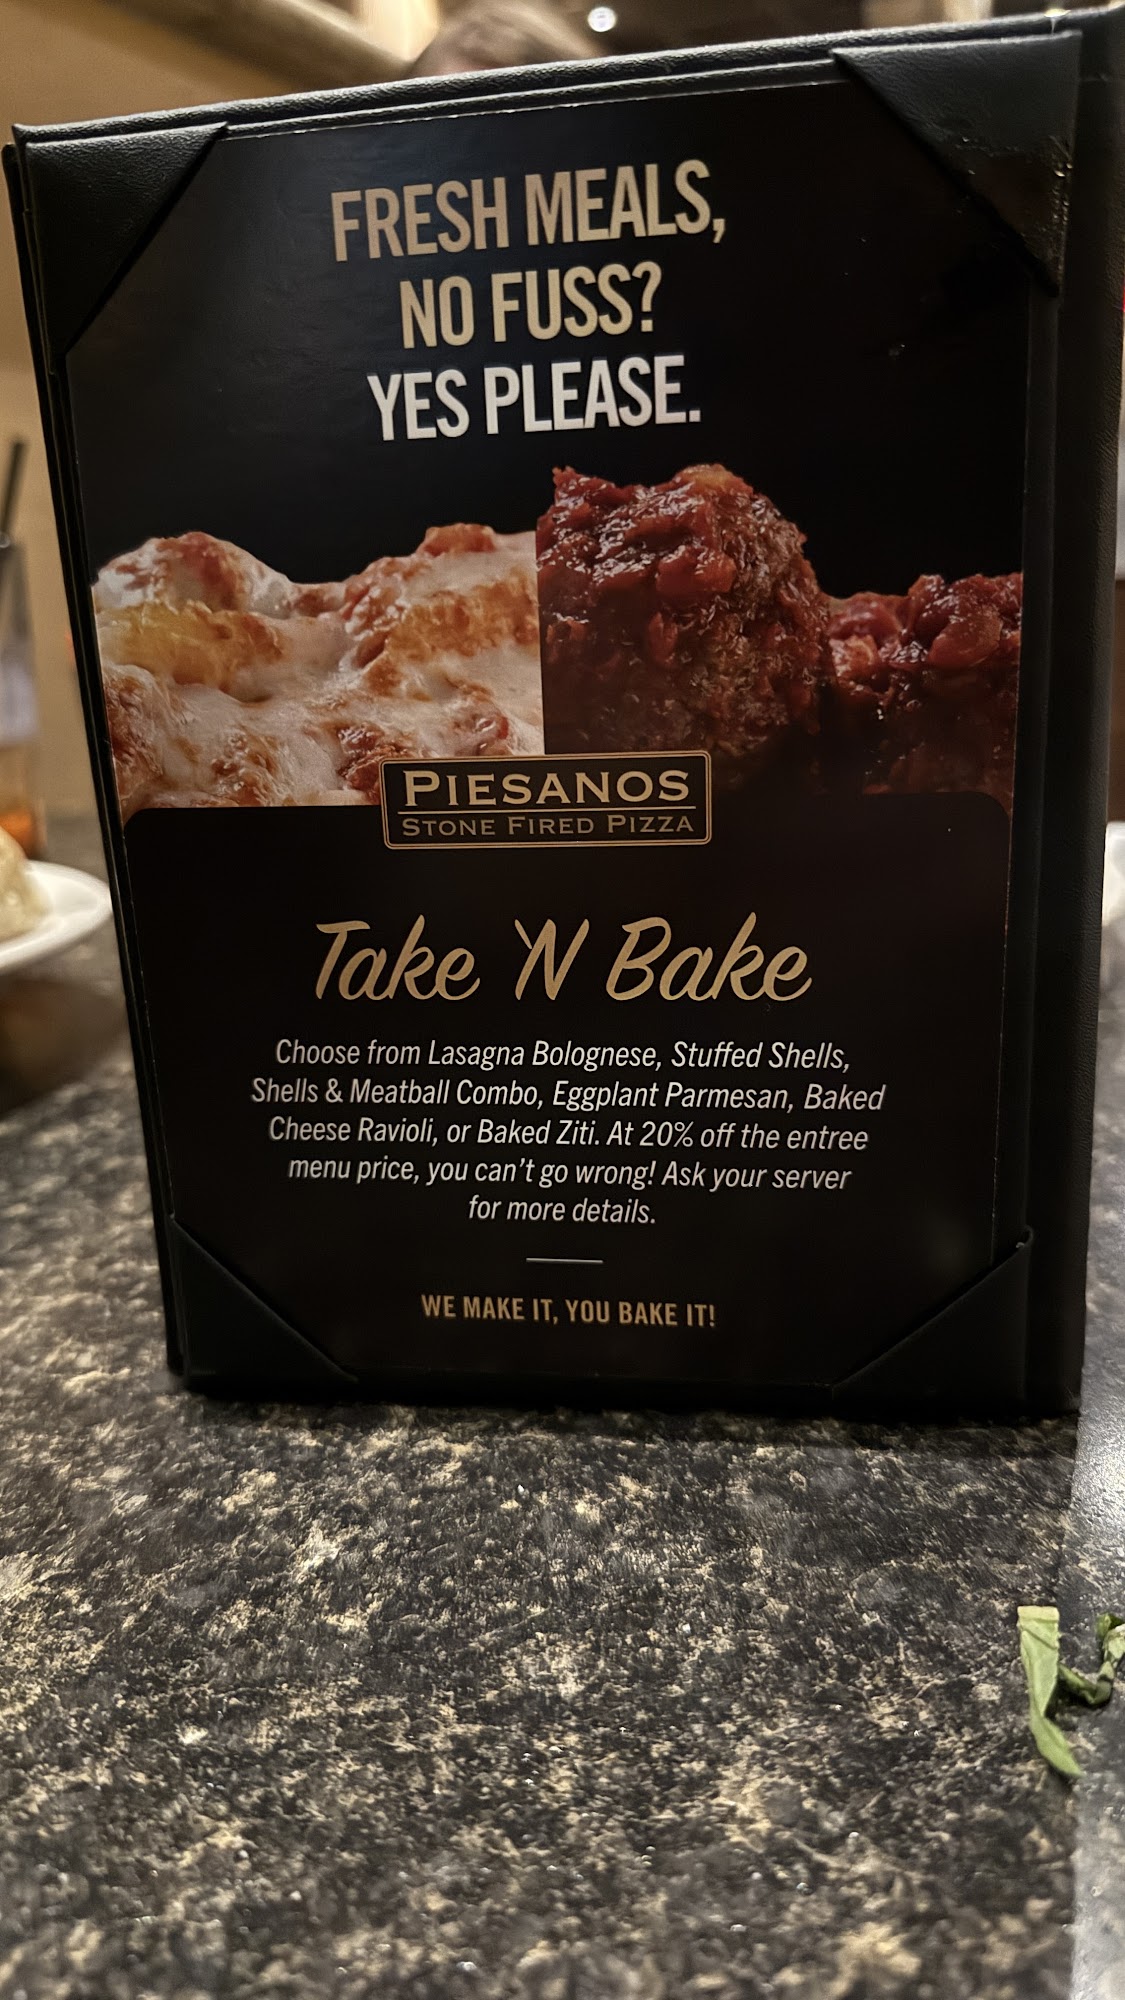 FRESH MEALS,
NO FUSS?
YES PLEASE.
PIESANOS
STONE FIRED PIZZA
Take 'N Bake
Choose from Lasagna Bolognese, Stuffed Shells,
Shells & Meatball Combo, Eggplant Parmesan, Baked
Cheese Ravioli, or Baked Ziti. At 20% off the entree
menu price, you can't go wrong! Ask your server
for more details.
WE MAKE IT, YOU BAKE IT!